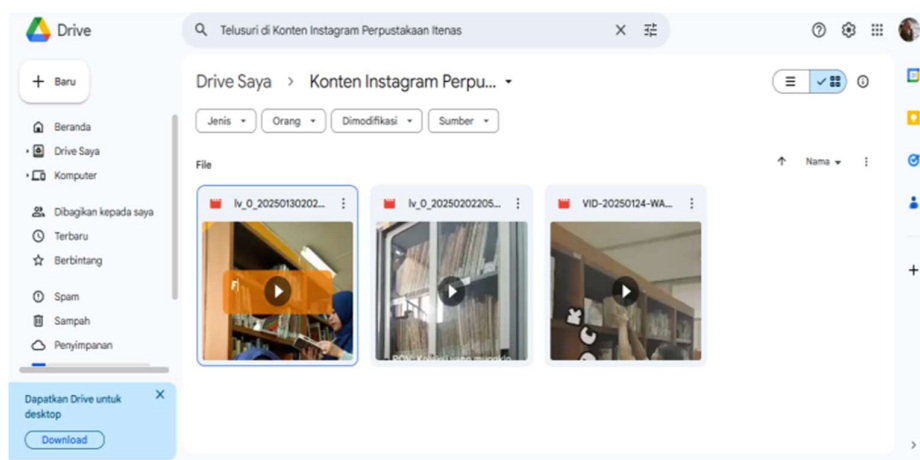 Drive
Telusuri di Konten Instagram Perpustakaan Itenas
Baru
Beranda
Drive Saya
Komputer
Dibagikan kepada saya
Terbaru
Berbintang
Spam
Sampah
Penyimpanan
Dapatkan Drive untuk
desktop
Download
Drive Saya > Konten Instagram Perpu...
Jenis Orang Dimodifikasi Sumber
File
Nama
lv_0_20250130202... lv_0_20250202205... VID-20250124-WA...